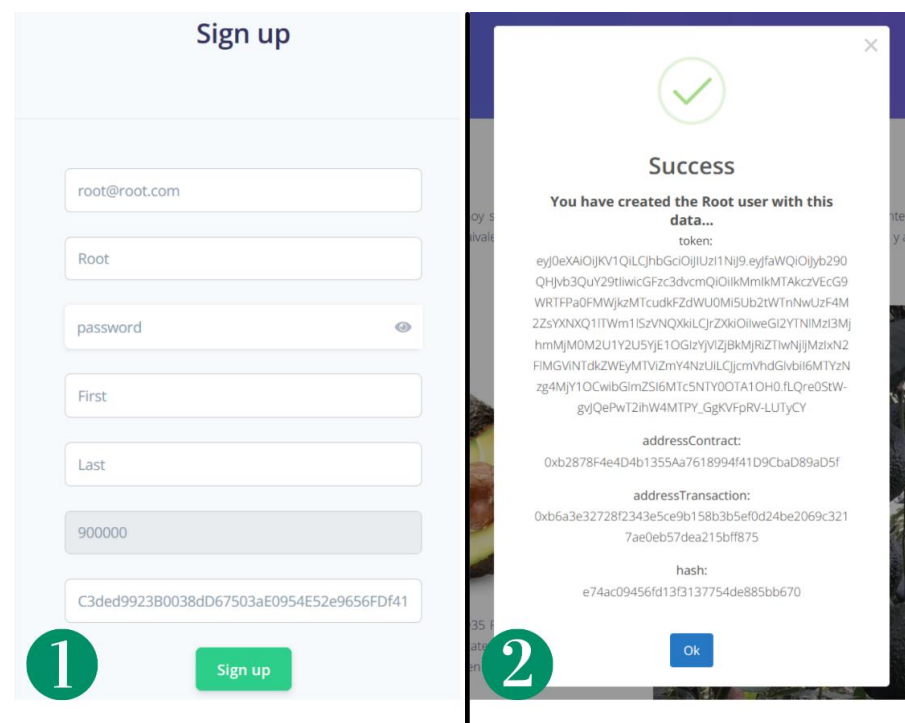 Sign up
root@root.com
Root
password
First
Last
900000
C3ded9923B0038dD67503aE0954E52e9656FDf41
Sign up
1
Success
You have created the Root user with this
data...
token:
eyJ0eXAiOiJKV1QiLCJhbGciOiJIUzI1NiJ9.eyJfaWQiOiJyb290
QHJvb3QuY29tIiwicGFzc3dvcmQiOiIkMmIkMTAkczVEcG9
WRTFPa0FMWjkzMTcudkFZdWU0Mi5Ub2tWTnNwUzF4M
2ZsYXNXQ1lTWm1lSzVNQXkiLCJrZXkiOiIweGI2YTNlMzI3Mj
hmMjM0M2U1Y2U5YjE1OGIzYjVlZjBkMjRiZTIwNjljMzIxN2
FlMGViNTdkZWEyMTViZmY4NzUiLCJjcmVhdGlvbiI6MTYzN
zg4MjY1OCwibGlmZSI6MTc5NTY0OTA1OH0.fLQre0StW-
gvJQePwT2ihW4MTPY_GgKVFpRV-LUTyCY
addressContract:
0xb2878F4e4D4b1355Aa7618994f41D9CbaD89aD5f
addressTransaction:
0xb6a3e32728f2343e5ce9b158b3b5ef0d24be2069c321
7ae0eb57dea215bff875
hash:
e74ac09456fd13f3137754de885bb670
Ok
2